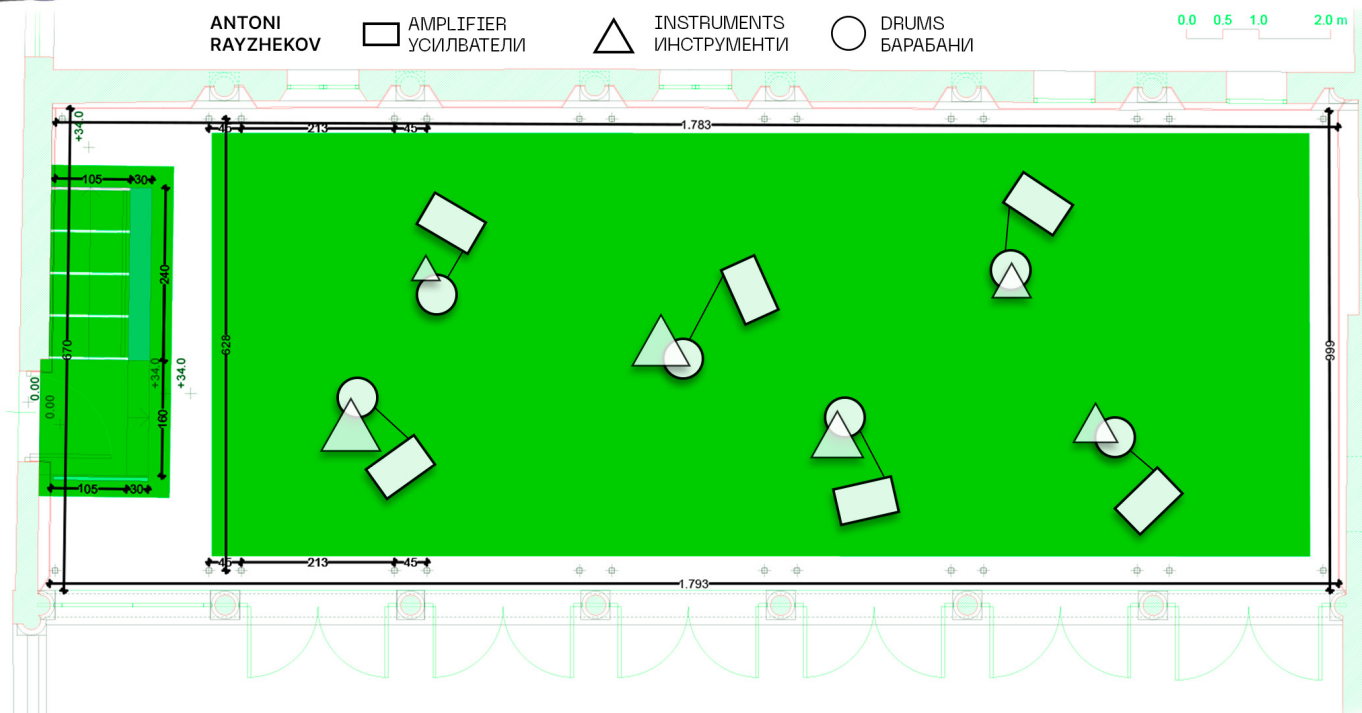 ANTONI
RAYZHEKOV
AMPLIFIER
УСИЛВАТЕЛИ
INSTRUMENTS
ИНСТРУМЕНТИ
DRUMS
БАРАБАНИ
0.0 0.5 1.0 2.0 m
+34.0
45 213 45
1.783
105 30
240
670
628
666
+34.0
+34.0
0.00
0.00
160
105 30
45 213 45
1.793